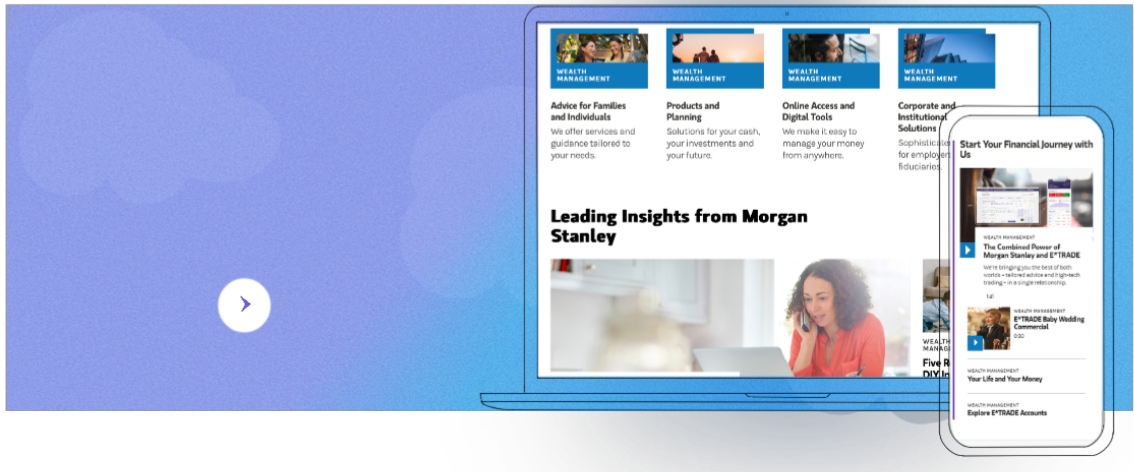 WEALTH
MANAGEMENT
Advice for Families
and Individuals
We offer services and
guidance tailored to
your needs.
WEALTH
MANAGEMENT
Products and
Planning
Solutions for your cash,
your investments and
your future.
WEALTH
MANAGEMENT
Online Access and
Digital Tools
We make it easy to
manage your money
from anywhere.
WEALTH
MANAGEMENT
Corporate and
Institutional
Solutions
Sophisticate
for employer
fiduciaries.
Leading Insights from Morgan
Stanley
WEALTH
MANAG
Five R
DIY In
Start Your Financial Journey with
Us
WEALTH MANAGEMENT
The Combined Power of
Morgan Stanley and E*TRADE
We're bringing you the best of both
worlds - tailored advice and high-tech
trading - in a single relationship.
1:41
WEALTH MANAGEMENT
E*TRADE Baby Wedding
Commercial
0:30
WEALTH MANAGEMENT
Your Life and Your Money
WEALTH MANAGEMENT
Explore E*TRADE Accounts